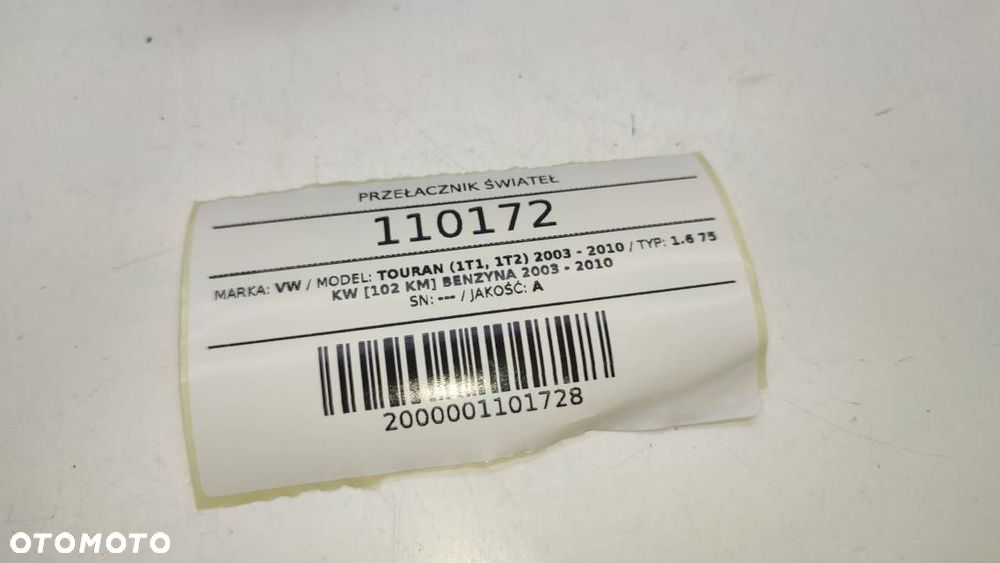 PRZEŁACZNIK ŚWIATEŁ
110172
MARKA: VW / MODEL: TOURAN (1T1, 1T2) 2003 - 2010 / TYP: 1.6 75
KW [102 KM] BENZYNA 2003 - 2010
SN: --- / JAKOŚĆ: A
2000001101728
OTOMOTO